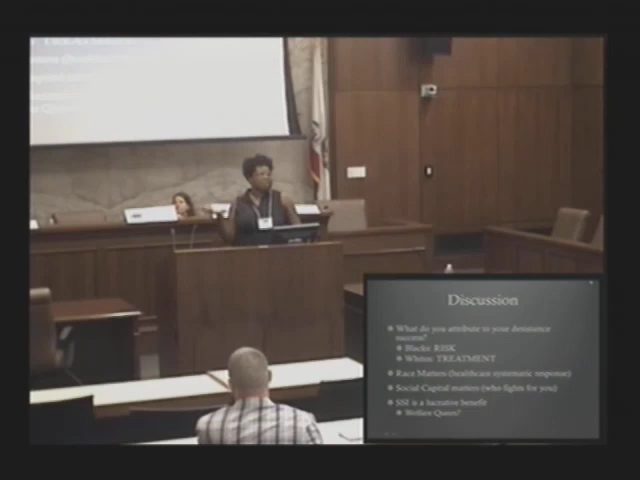 Discussion
What do you attribute to your desistence
success?
Blacks: RISK
Whites: TREATMENT
Race Matters (healthcare systematic response)
Social Capital matters (who fights for you)
SSI is a lucrative benefit
Welfare Queen?